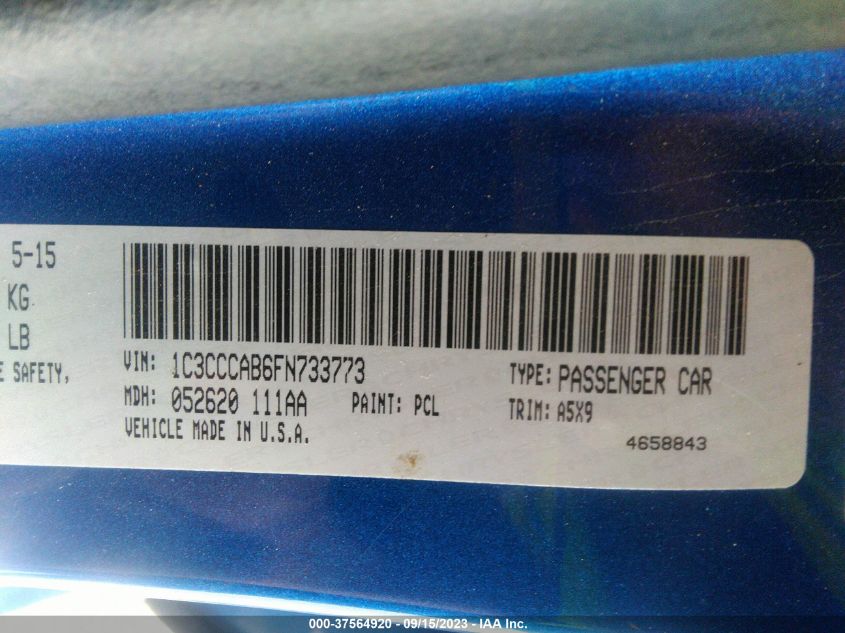 5-15
KG
LB
E SAFETY,
VIN: 1C3CCCAB6FN733773
TYPE: PASSENGER CAR
MDH: 052620 111AA
PAINT: PCL
TRIM: A5X9
VEHICLE MADE IN U.S.A.
4658843
000-37564920 - 09/15/2023 - IAA Inc.